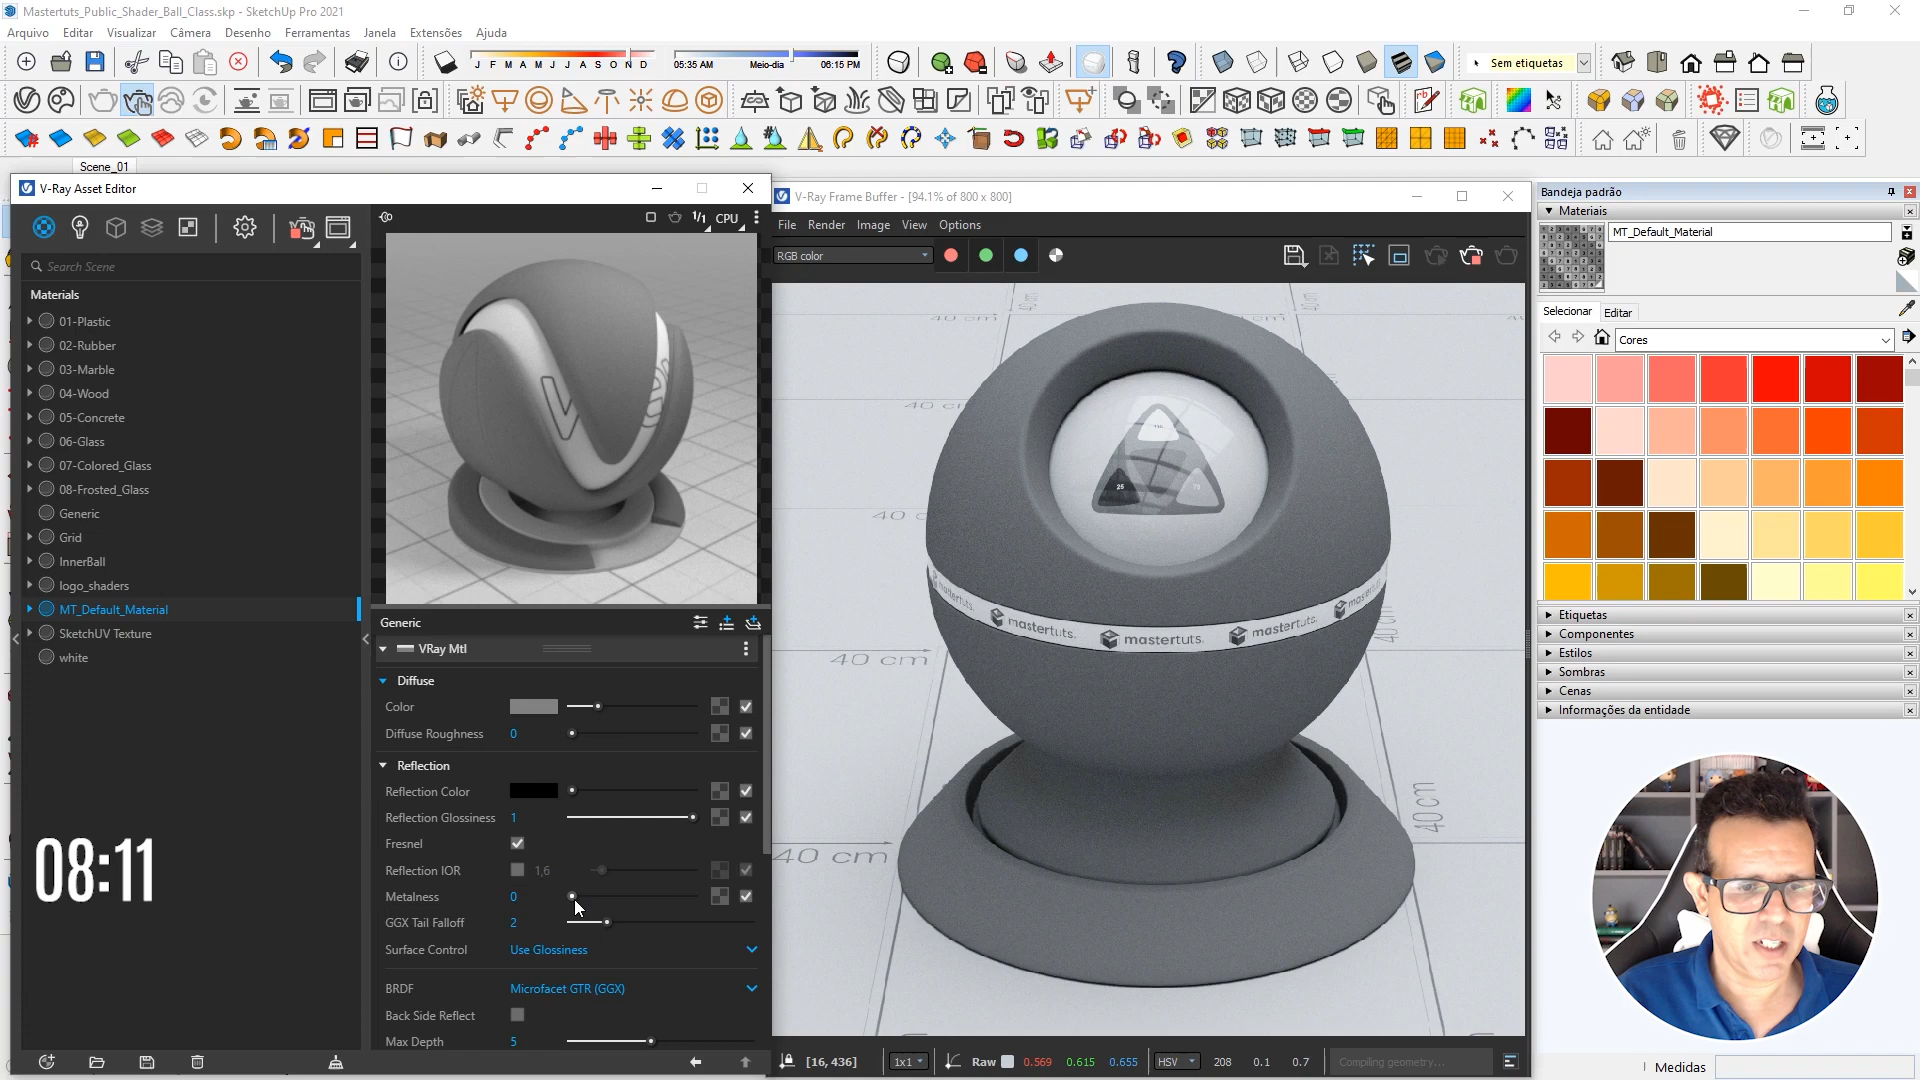 Mastertuts_Public_Shader_Ball_Class.skp - SketchUp Pro 2021
Arquivo Editar Visualizar Câmera Desenho Ferramentas Janela Extensões Ajuda
J F M A M J J A S O N D
05:35 AM Meio-dia 06:15 PM
Sem etiquetas
Scene_01
V-Ray Asset Editor
1/1 CPU
Search Scene
Materials
01-Plastic
02-Rubber
03-Marble
04-Wood
05-Concrete
06-Glass
07-Colored_Glass
08-Frosted_Glass
Generic
Grid
InnerBall
logo_shaders
MT_Default_Material
SketchUV Texture
white
08:11
Generic
VRay Mtl
Diffuse
Color
Diffuse Roughness 0
Reflection
Reflection Color
Reflection Glossiness 1
Fresnel
Reflection IOR 1,6
Metalness 0
GGX Tail Falloff 2
Surface Control Use Glossiness
BRDF Microfacet GTR (GGX)
Back Side Reflect
Max Depth 5
V-Ray Frame Buffer - [94.1% of 800 x 800]
File Render Image View Options
RGB color
40 cm
25
mastertuts. mastertuts. mastertuts.
40 cm
40 cm
40cm
[16, 436] 1x1 Raw 0.569 0.615 0.655 HSV 208 0.1 0.7 Compiling geometry...
Bandeja padrão
Materiais
MT_Default_Material
Selecionar Editar
Cores
Etiquetas
Componentes
Estilos
Sombras
Cenas
Informações da entidade
Medidas